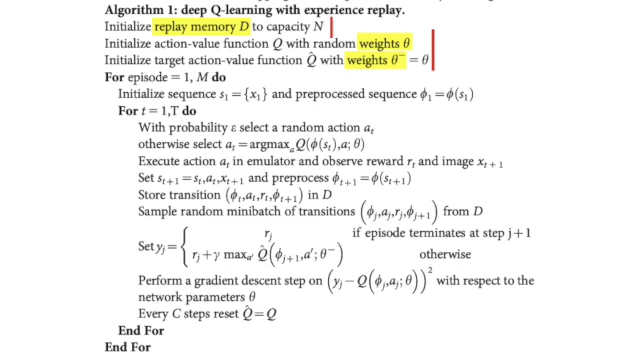 Algorithm 1: deep Q-learning with experience replay.
Initialize replay memory D to capacity N
Initialize action-value function Q with random weights θ
Initialize target action-value function Q̂ with weights θ⁻ = θ
For episode = 1, M do
Initialize sequence s₁ = {x₁} and preprocessed sequence ϕ₁ = ϕ(s₁)
For t = 1,T do
With probability ε select a random action aₜ
otherwise select aₜ = argmaxₐ Q(ϕ(sₜ),a; θ)
Execute action aₜ in emulator and observe reward rₜ and image xₜ₊₁
Set sₜ₊₁ = sₜ,aₜ,xₜ₊₁ and preprocess ϕₜ₊₁ = ϕ(sₜ₊₁)
Store transition (ϕₜ,aₜ,rₜ,ϕₜ₊₁) in D
Sample random minibatch of transitions (ϕⱼ,aⱼ,rⱼ,ϕⱼ₊₁) from D
Set yⱼ = { rⱼ if episode terminates at step j+1
rⱼ + γ maxₐ′ Q̂(ϕⱼ₊₁,a′; θ⁻) otherwise
Perform a gradient descent step on (yⱼ − Q(ϕⱼ,aⱼ; θ))² with respect to the
network parameters θ
Every C steps reset Q̂ = Q
End For
End For